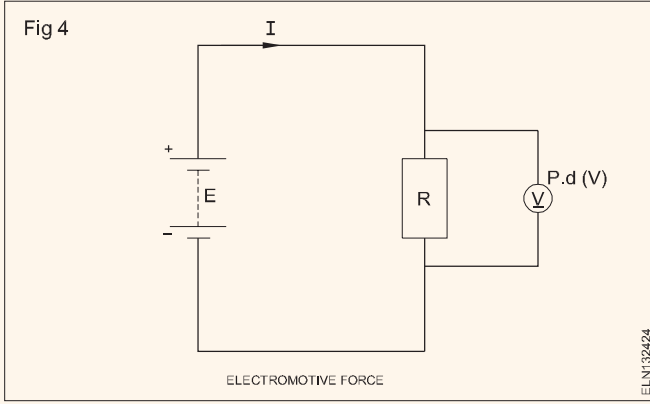 Fig 4
I
+
E
−
R
V
P.d (V)
ELECTROMOTIVE FORCE
ELN132424